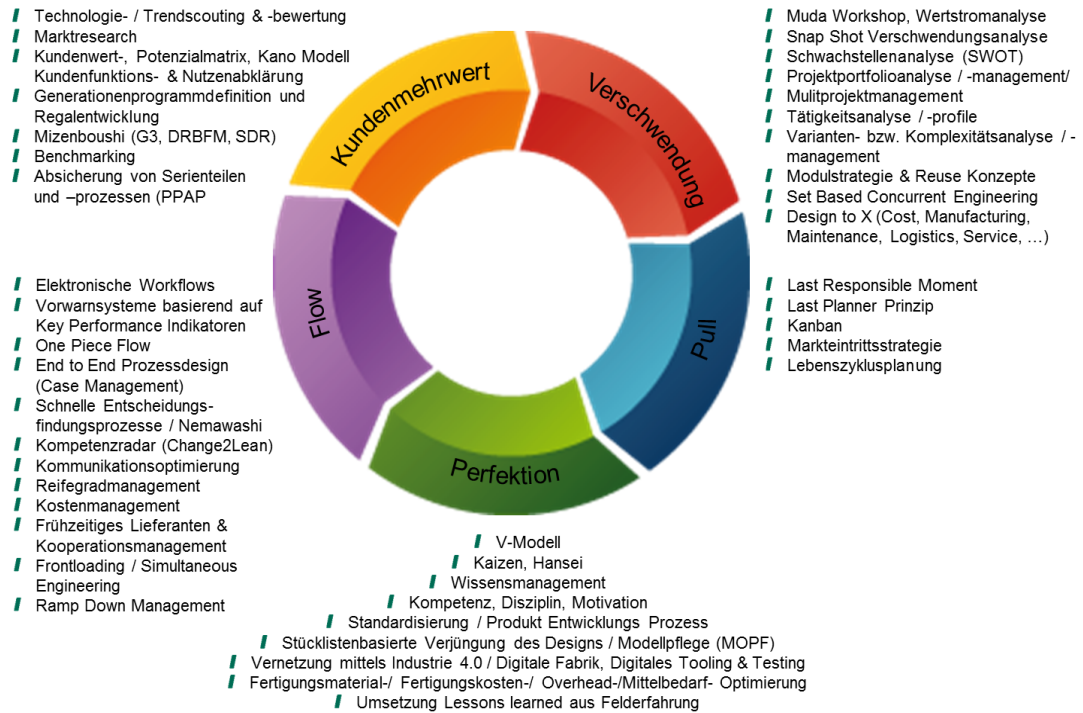 Technologie- / Trendscouting & -bewertung
Marktresearch
Kundenwert-, Potenzialmatrix, Kano Modell
Kundenfunktions- & Nutzenabklärung
Generationenprogrammdefinition und
Regalentwicklung
Mizenboushi (G3, DRBFM, SDR)
Benchmarking
Absicherung von Serienteilen
und –prozessen (PPAP
Kundenmehrwert
Verschwendung
Muda Workshop, Wertstromanalyse
Snap Shot Verschwendungsanalyse
Schwachstellenanalyse (SWOT)
Projektportfolioanalyse / -management/
Mulitprojektmanagement
Tätigkeitsanalyse / -profile
Varianten- bzw. Komplexitätsanalyse / -
management
Modulstrategie & Reuse Konzepte
Set Based Concurrent Engineering
Design to X (Cost, Manufacturing,
Maintenance, Logistics, Service, …)
Elektronische Workflows
Vorwarnsysteme basierend auf
Key Performance Indikatoren
One Piece Flow
End to End Prozessdesign
(Case Management)
Schnelle Entscheidungs-
findungsprozesse / Nemawashi
Kompetenzradar (Change2Lean)
Kommunikationsoptimierung
Reifegradmanagement
Kostenmanagement
Frühzeitiges Lieferanten &
Kooperationsmanagement
Frontloading / Simultaneous
Engineering
Ramp Down Management
Flow
Pull
Last Responsible Moment
Last Planner Prinzip
Kanban
Markteintrittsstrategie
Lebenszyklusplanung
Perfektion
V-Modell
Kaizen, Hansei
Wissensmanagement
Kompetenz, Disziplin, Motivation
Standardisierung / Produkt Entwicklungs Prozess
Stücklistenbasierte Verjüngung des Designs / Modellpflege (MOPF)
Vernetzung mittels Industrie 4.0 / Digitale Fabrik, Digitales Tooling & Testing
Fertigungsmaterial-/ Fertigungskosten-/ Overhead-/Mittelbedarf- Optimierung
Umsetzung Lessons learned aus Felderfahrung